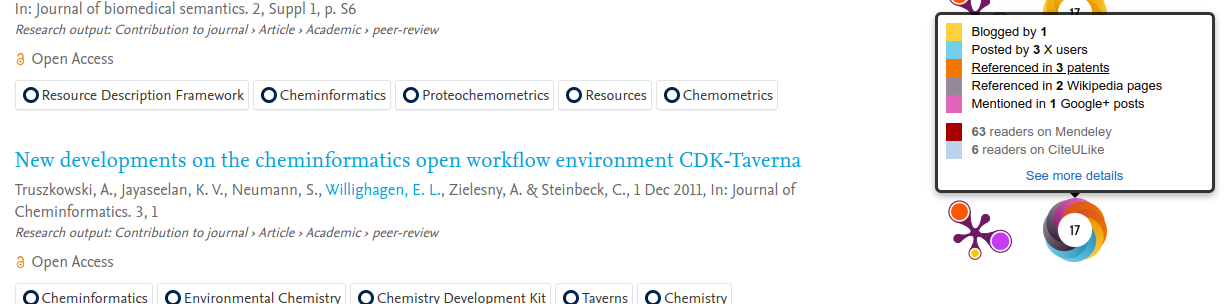 In: Journal of biomedical semantics. 2, Suppl 1, p. S6
Research output: Contribution to journal › Article › Academic › peer-review
Open Access
Resource Description Framework
Cheminformatics
Proteochemometrics
Resources
Chemometrics
17
Blogged by 1
Posted by 3 X users
Referenced in 3 patents
Referenced in 2 Wikipedia pages
Mentioned in 1 Google+ posts
63 readers on Mendeley
6 readers on CiteULike
See more details
New developments on the cheminformatics open workflow environment CDK-Taverna
Truszkowski, A., Jayaseelan, K. V., Neumann, S., Willighagen, E. L., Zielesny, A. & Steinbeck, C., 1 Dec 2011, In: Journal of
Cheminformatics. 3, 1
Research output: Contribution to journal › Article › Academic › peer-review
17
Open Access
Cheminformatics
Environmental Chemistry
Chemistry Development Kit
Taverns
Chemistry